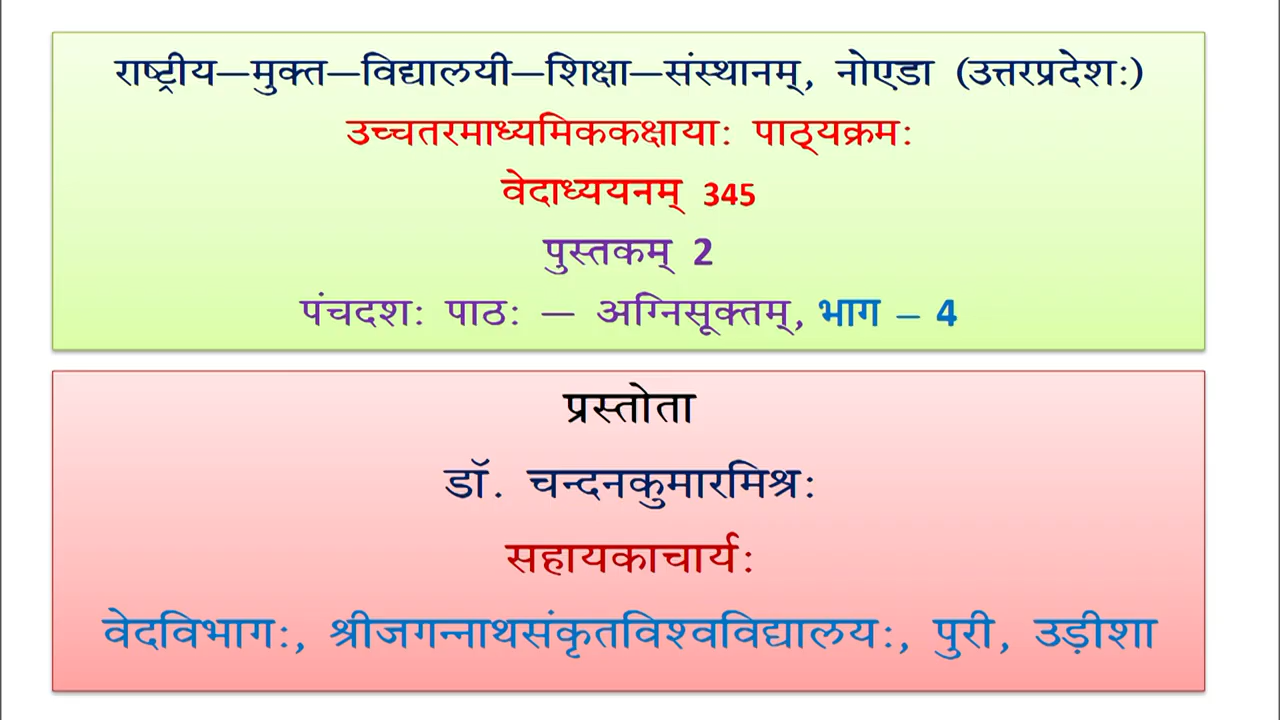 राष्ट्रीय—मुक्त—विद्यालयी—शिक्षा—संस्थानम्, नोएडा (उत्तरप्रदेशः)
उच्चतरमाध्यमिककक्षायाः पाठ्यक्रमः
वेदाध्ययनम् 345
पुस्तकम् 2
पंचदशः पाठः — अग्निसूक्तम्, भाग – 4
प्रस्तोता
डॉ. चन्दनकुमारमिश्रः
सहायकाचार्यः
वेदविभागः, श्रीजगन्नाथसंकृतविश्वविद्यालयः, पुरी, उड़ीशा